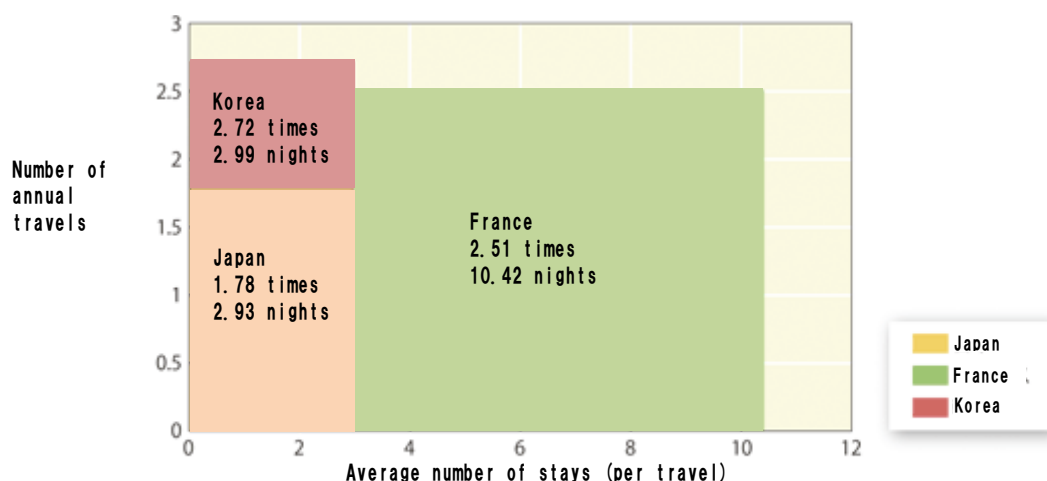 3
2.5
2
1.5
1
0.5
0
Number of
annual
travels
Korea
2.72 times
2.99 nights
Japan
1.78 times
2.93 nights
France
2.51 times
10.42 nights
0 2 4 6 8 10 12
Average number of stays (per travel)
Japan
France
Korea